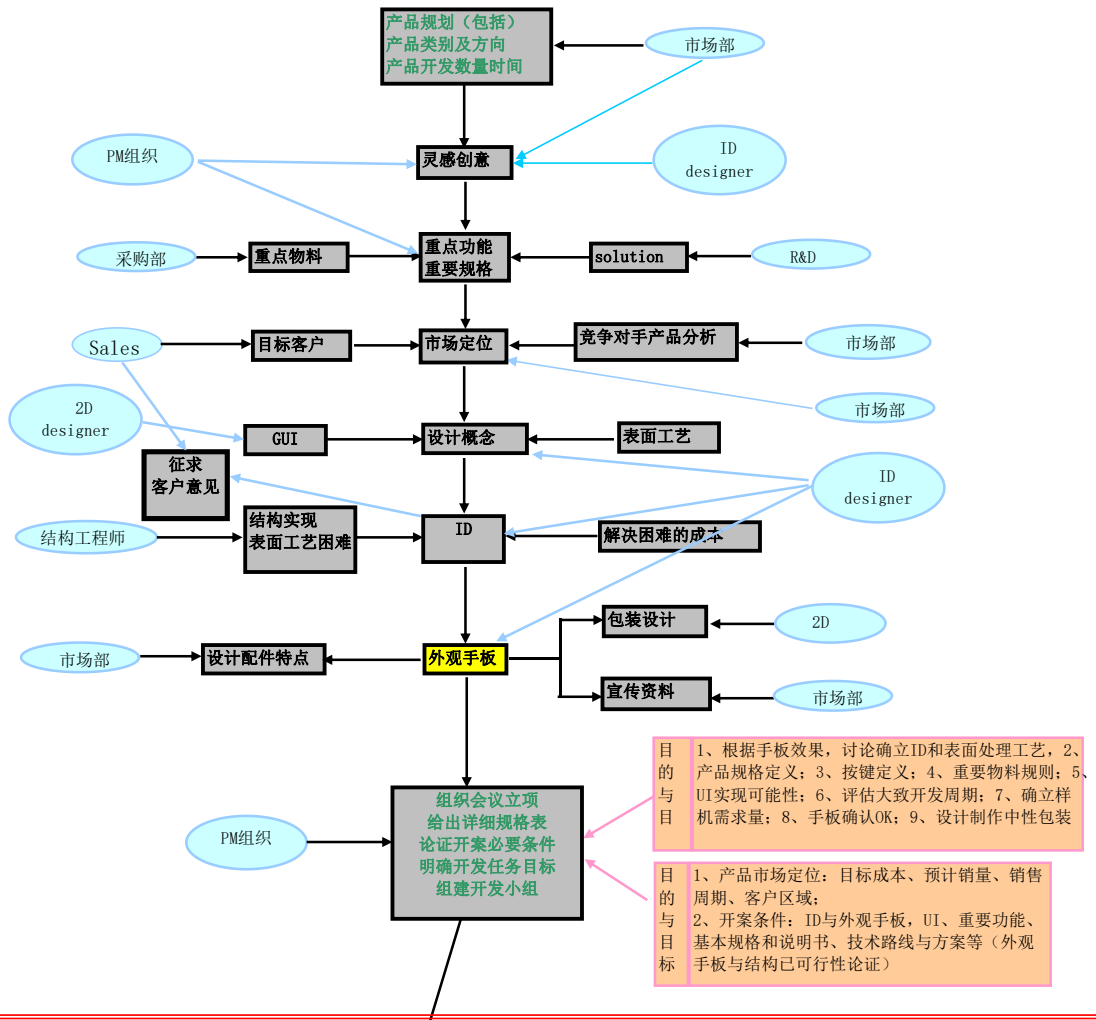 产品规划（包括）
产品类别及方向
产品开发数量时间
市场部
PM组织
灵感创意
ID
designer
采购部
重点物料
重点功能
重要规格
solution
R&D
Sales
目标客户
市场定位
竞争对手产品分析
市场部
市场部
2D
designer
GUI
设计概念
表面工艺
征求
客户意见
ID
designer
结构工程师
结构实现
表面工艺困难
ID
解决困难的成本
包装设计
2D
市场部
设计配件特点
外观手板
宣传资料
市场部
目
的
与
目
1、根据手板效果，讨论确立ID和表面处理工艺，2、
产品规格定义；3、按键定义；4、重要物料规则；5、
UI实现可能性；6、评估大致开发周期；7、确立样
机需求量；8、手板确认OK；9、设计制作中性包装
PM组织
组织会议立项
给出详细规格表
论证开案必要条件
明确开发任务目标
组建开发小组
目
的
与
目
标
1、产品市场定位：目标成本、预计销量、销售
周期、客户区域；
2、开案条件：ID与外观手板，UI、重要功能、
基本规格和说明书、技术路线与方案等（外观
手板与结构已可行性论证）